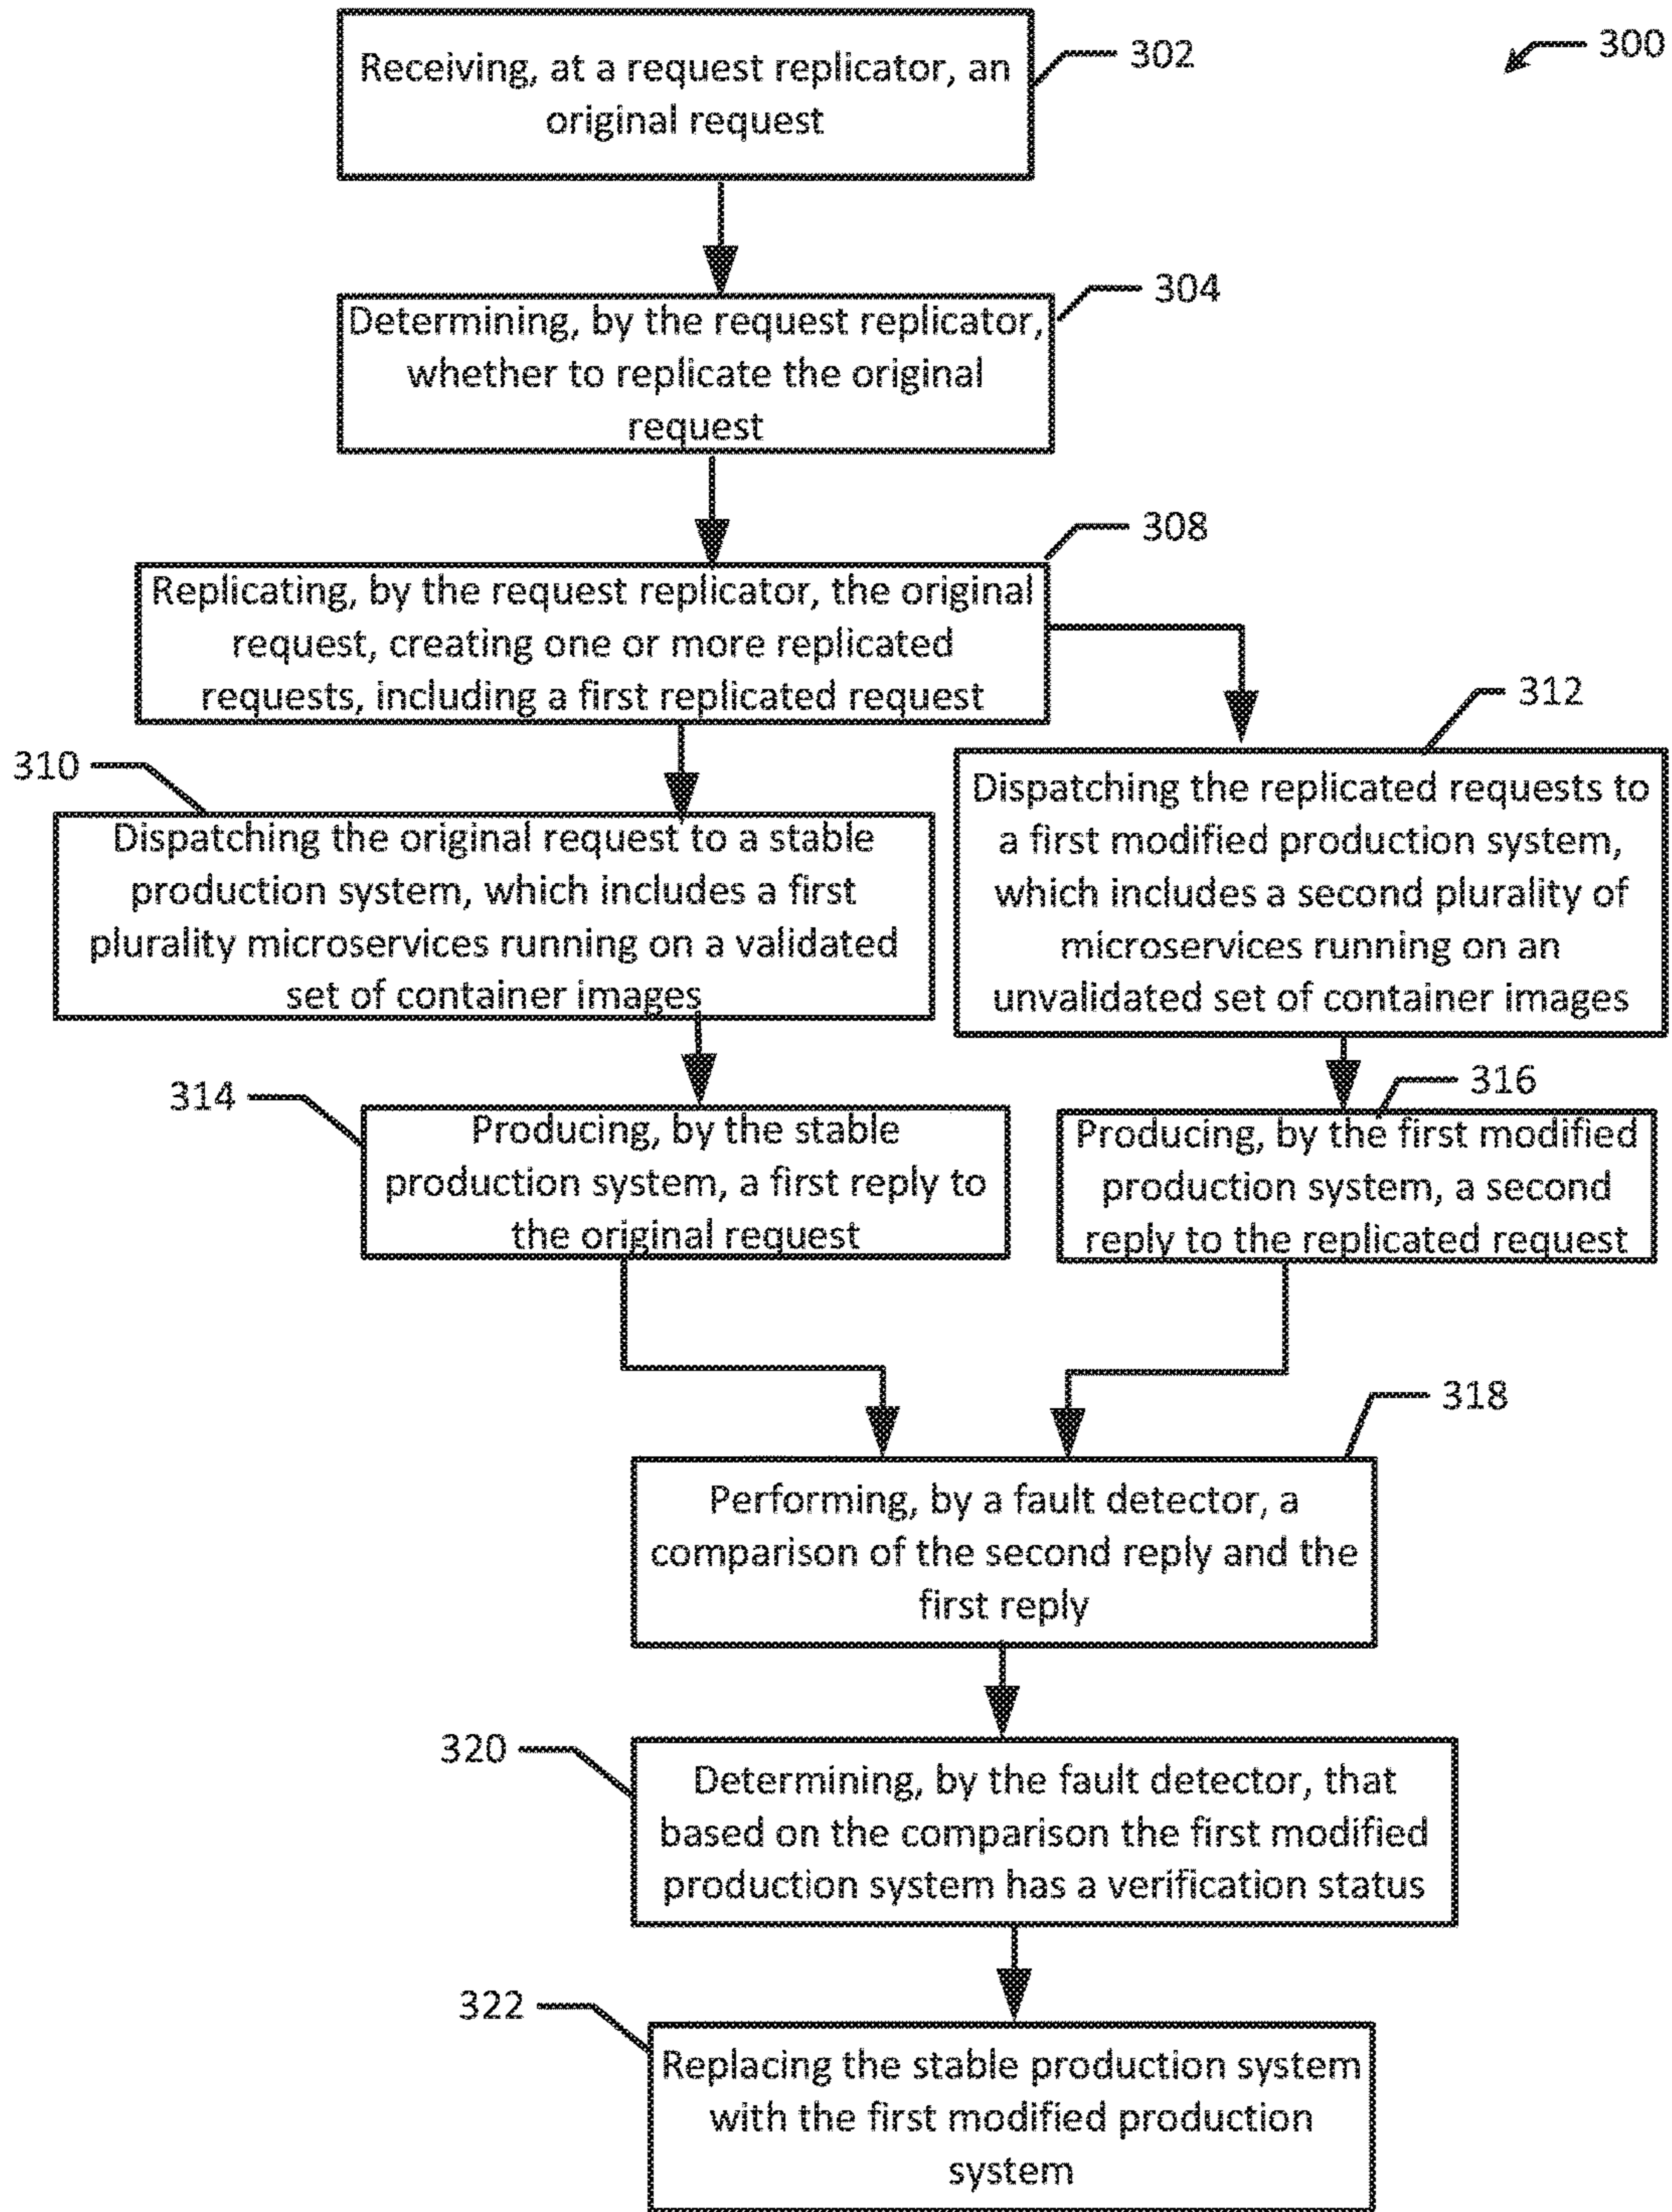 300
302
Receiving, at a request replicator, an
original request
304
Determining, by the request replicator,
whether to replicate the original
request
308
Replicating, by the request replicator, the original
request, creating one or more replicated
requests, including a first replicated request
310
Dispatching the original request to a stable
production system, which includes a first
plurality microservices running on a validated
set of container images
312
Dispatching the replicated requests to
a first modified production system,
which includes a second plurality of
microservices running on an
unvalidated set of container images
314
Producing, by the stable
production system, a first reply to
the original request
316
Producing, by the first modified
production system, a second
reply to the replicated request
318
Performing, by a fault detector, a
comparison of the second reply and the
first reply
320
Determining, by the fault detector, that
based on the comparison the first modified
production system has a verification status
322
Replacing the stable production system
with the first modified production
system